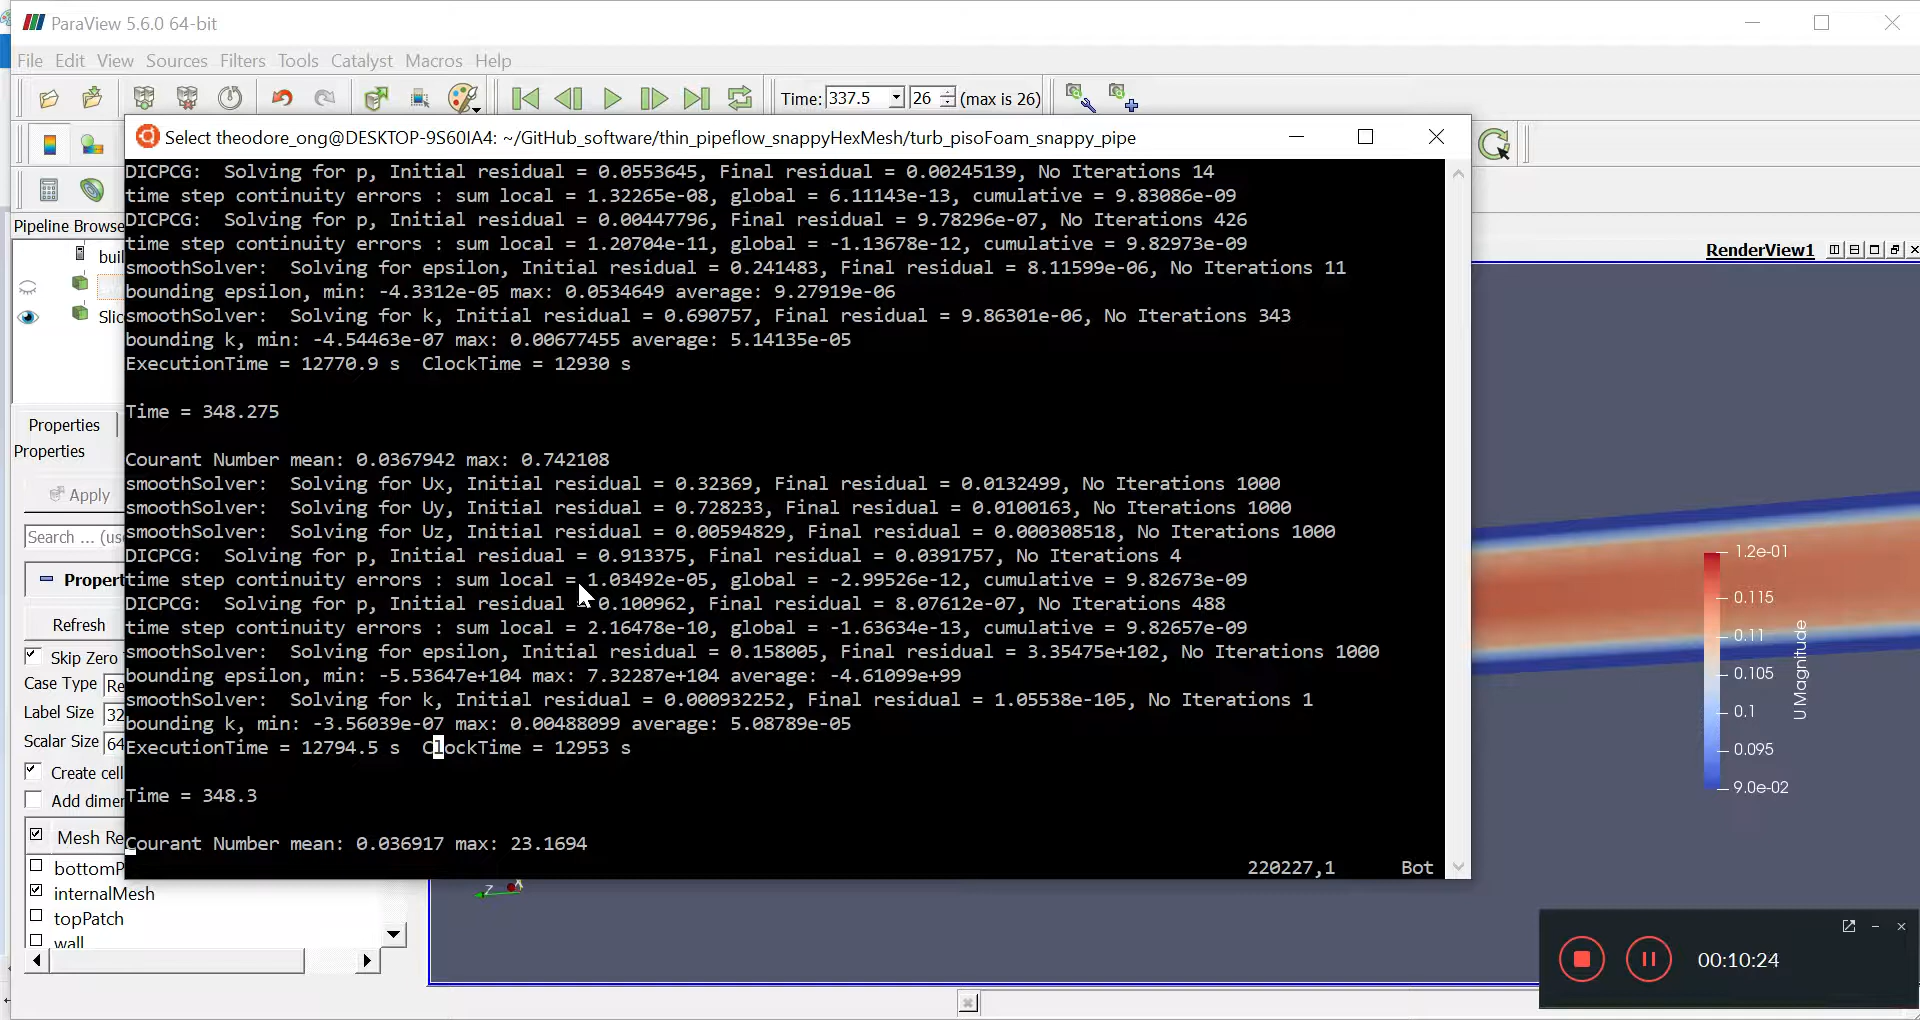 ParaView 5.6.0 64-bit
File Edit View Sources Filters Tools Catalyst Macros Help
Time: 337.5 26 (max is 26)
Select theodore_ong@DESKTOP-9S60IA4: ~/GitHub_software/thin_pipeflow_snappyHexMesh/turb_pisoFoam_snappy_pipe
DICPCG:  Solving for p, Initial residual = 0.0553645, Final residual = 0.00245139, No Iterations 14
time step continuity errors : sum local = 1.32265e-08, global = 6.11143e-13, cumulative = 9.83086e-09
DICPCG:  Solving for p, Initial residual = 0.00447796, Final residual = 9.78296e-07, No Iterations 426
time step continuity errors : sum local = 1.20704e-11, global = -1.13678e-12, cumulative = 9.82973e-09
smoothSolver:  Solving for epsilon, Initial residual = 0.241483, Final residual = 8.11599e-06, No Iterations 11
bounding epsilon, min: -4.3312e-05 max: 0.0534649 average: 9.27919e-06
smoothSolver:  Solving for k, Initial residual = 0.690757, Final residual = 9.86301e-06, No Iterations 343
bounding k, min: -4.54463e-07 max: 0.00677455 average: 5.14135e-05
ExecutionTime = 12770.9 s  ClockTime = 12930 s
Time = 348.275
Courant Number mean: 0.0367942 max: 0.742108
smoothSolver:  Solving for Ux, Initial residual = 0.32369, Final residual = 0.0132499, No Iterations 1000
smoothSolver:  Solving for Uy, Initial residual = 0.728233, Final residual = 0.0100163, No Iterations 1000
smoothSolver:  Solving for Uz, Initial residual = 0.00594829, Final residual = 0.000308518, No Iterations 1000
DICPCG:  Solving for p, Initial residual = 0.913375, Final residual = 0.0391757, No Iterations 4
time step continuity errors : sum local = 1.03492e-05, global = -2.99526e-12, cumulative = 9.82673e-09
DICPCG:  Solving for p, Initial residual = 0.100962, Final residual = 8.07612e-07, No Iterations 488
time step continuity errors : sum local = 2.16478e-10, global = -1.63634e-13, cumulative = 9.82657e-09
smoothSolver:  Solving for epsilon, Initial residual = 0.158005, Final residual = 3.35475e+102, No Iterations 1000
bounding epsilon, min: -5.53647e+104 max: 7.32287e+104 average: -4.61099e+99
smoothSolver:  Solving for k, Initial residual = 0.000932252, Final residual = 1.05538e-105, No Iterations 1
bounding k, min: -3.56039e-07 max: 0.00488099 average: 5.08789e-05
ExecutionTime = 12794.5 s  ClockTime = 12953 s
Time = 348.3
Courant Number mean: 0.036917 max: 23.1694
220227,1 Bot
Pipeline Browse
buil
Slic
Properties
Properties
Apply
Search ... (us
Propert
Refresh
Skip Zero
Case Type Re
Label Size 32
Scalar Size 64
Create cell
Add dimer
Mesh Re
bottomP
internalMesh
topPatch
wall
RenderView1
1.2e-01
0.115
0.11
0.105
0.1
0.095
9.0e-02
U Magnitude
Z
00:10:24